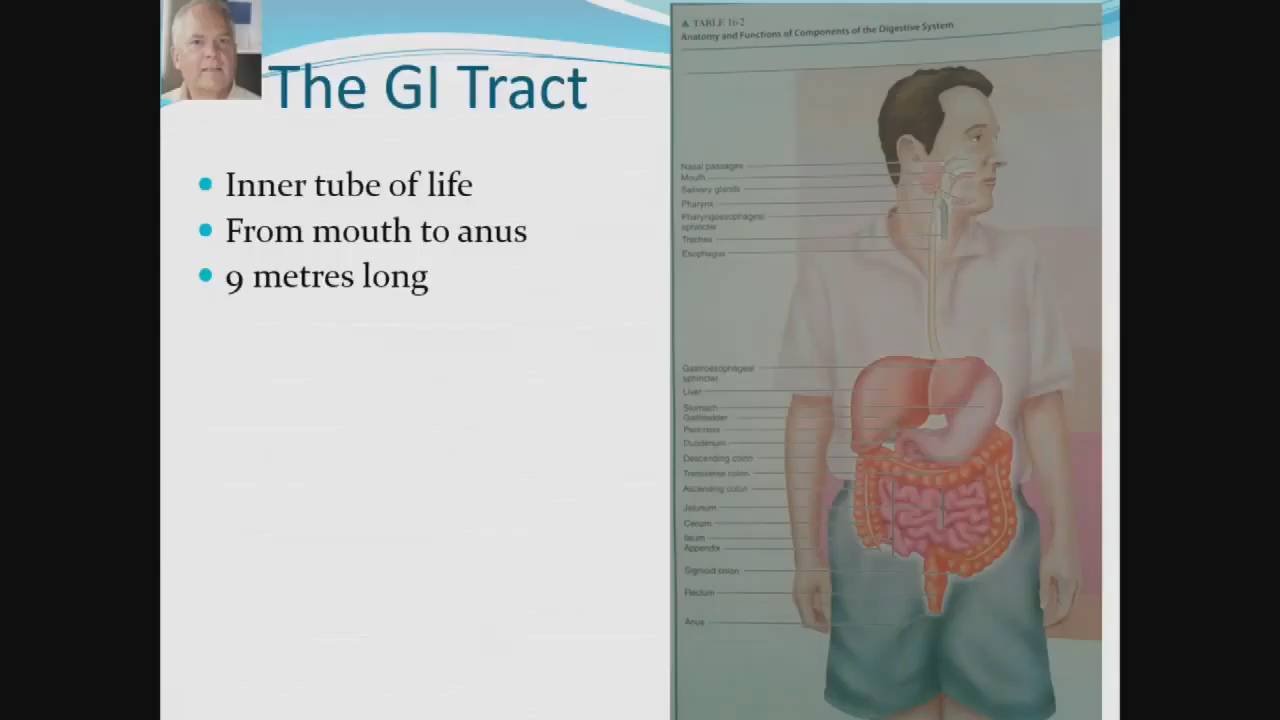 The GI Tract
Inner tube of life
From mouth to anus
9 metres long
TABLE 16-2
Anatomy and Functions of Components of the Digestive System
Nasal passages
Mouth
Salivary glands
Pharynx
Pharyngoesophageal
sphincter
Trachea
Esophagus
Gastroesophageal
sphincter
Liver
Stomach
Gallbladder
Pancreas
Duodenum
Descending colon
Transverse colon
Ascending colon
Jejunum
Cecum
Ileum
Appendix
Sigmoid colon
Rectum
Anus